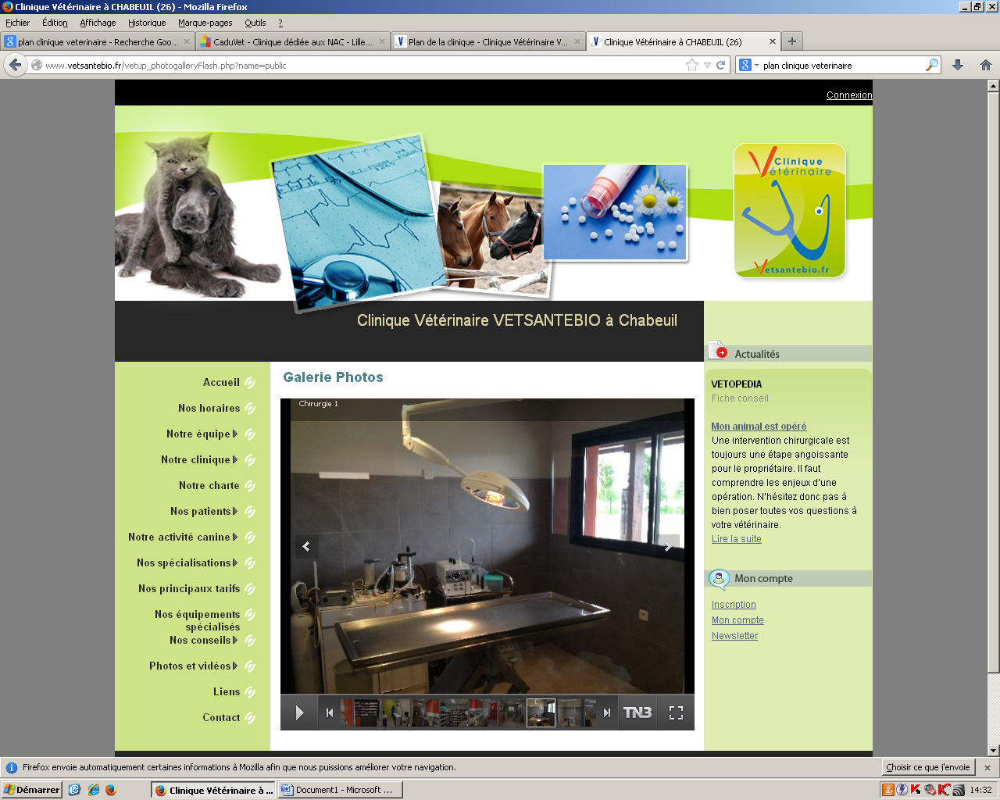 Clinique Vétérinaire à CHABEUIL (26) - Mozilla Firefox
Fichier Édition Affichage Historique Marque-pages Outils ?
plan clinique veterinaire - Recherche Goo...
CaduVet - Clinique dédiée aux NAC - Lille...
Plan de la clinique - Clinique Vétérinaire V...
Clinique Vétérinaire à CHABEUIL (26)
www.vetsantebio.fr/vetup_photogalleryFlash.php?name=public
plan clinique veterinaire
Connexion
Clinique
Vétérinaire
Vetsantebio.fr
Clinique Vétérinaire VETSANTEBIO à Chabeuil
Accueil
Nos horaires
Notre équipe
Notre clinique
Notre charte
Nos patients
Notre activité canine
Nos spécialisations
Nos principaux tarifs
Nos équipements
spécialisés
Nos conseils
Photos et vidéos
Liens
Contact
Galerie Photos
Chirurgie 1
TN3
Actualités
VETOPEDIA
Fiche conseil
Mon animal est opéré
Une intervention chirurgicale est
toujours une étape angoissante
pour le propriétaire. Il faut
comprendre les enjeux d'une
opération. N'hésitez donc pas à
bien poser toutes vos questions à
votre vétérinaire.
Lire la suite
Mon compte
Inscription
Mon compte
Newsletter
Firefox envoie automatiquement certaines informations à Mozilla afin que nous puissions améliorer votre navigation.
Choisir ce que j'envoie
Démarrer
Clinique Vétérinaire à ...
Document1 - Microsoft ...
14:32